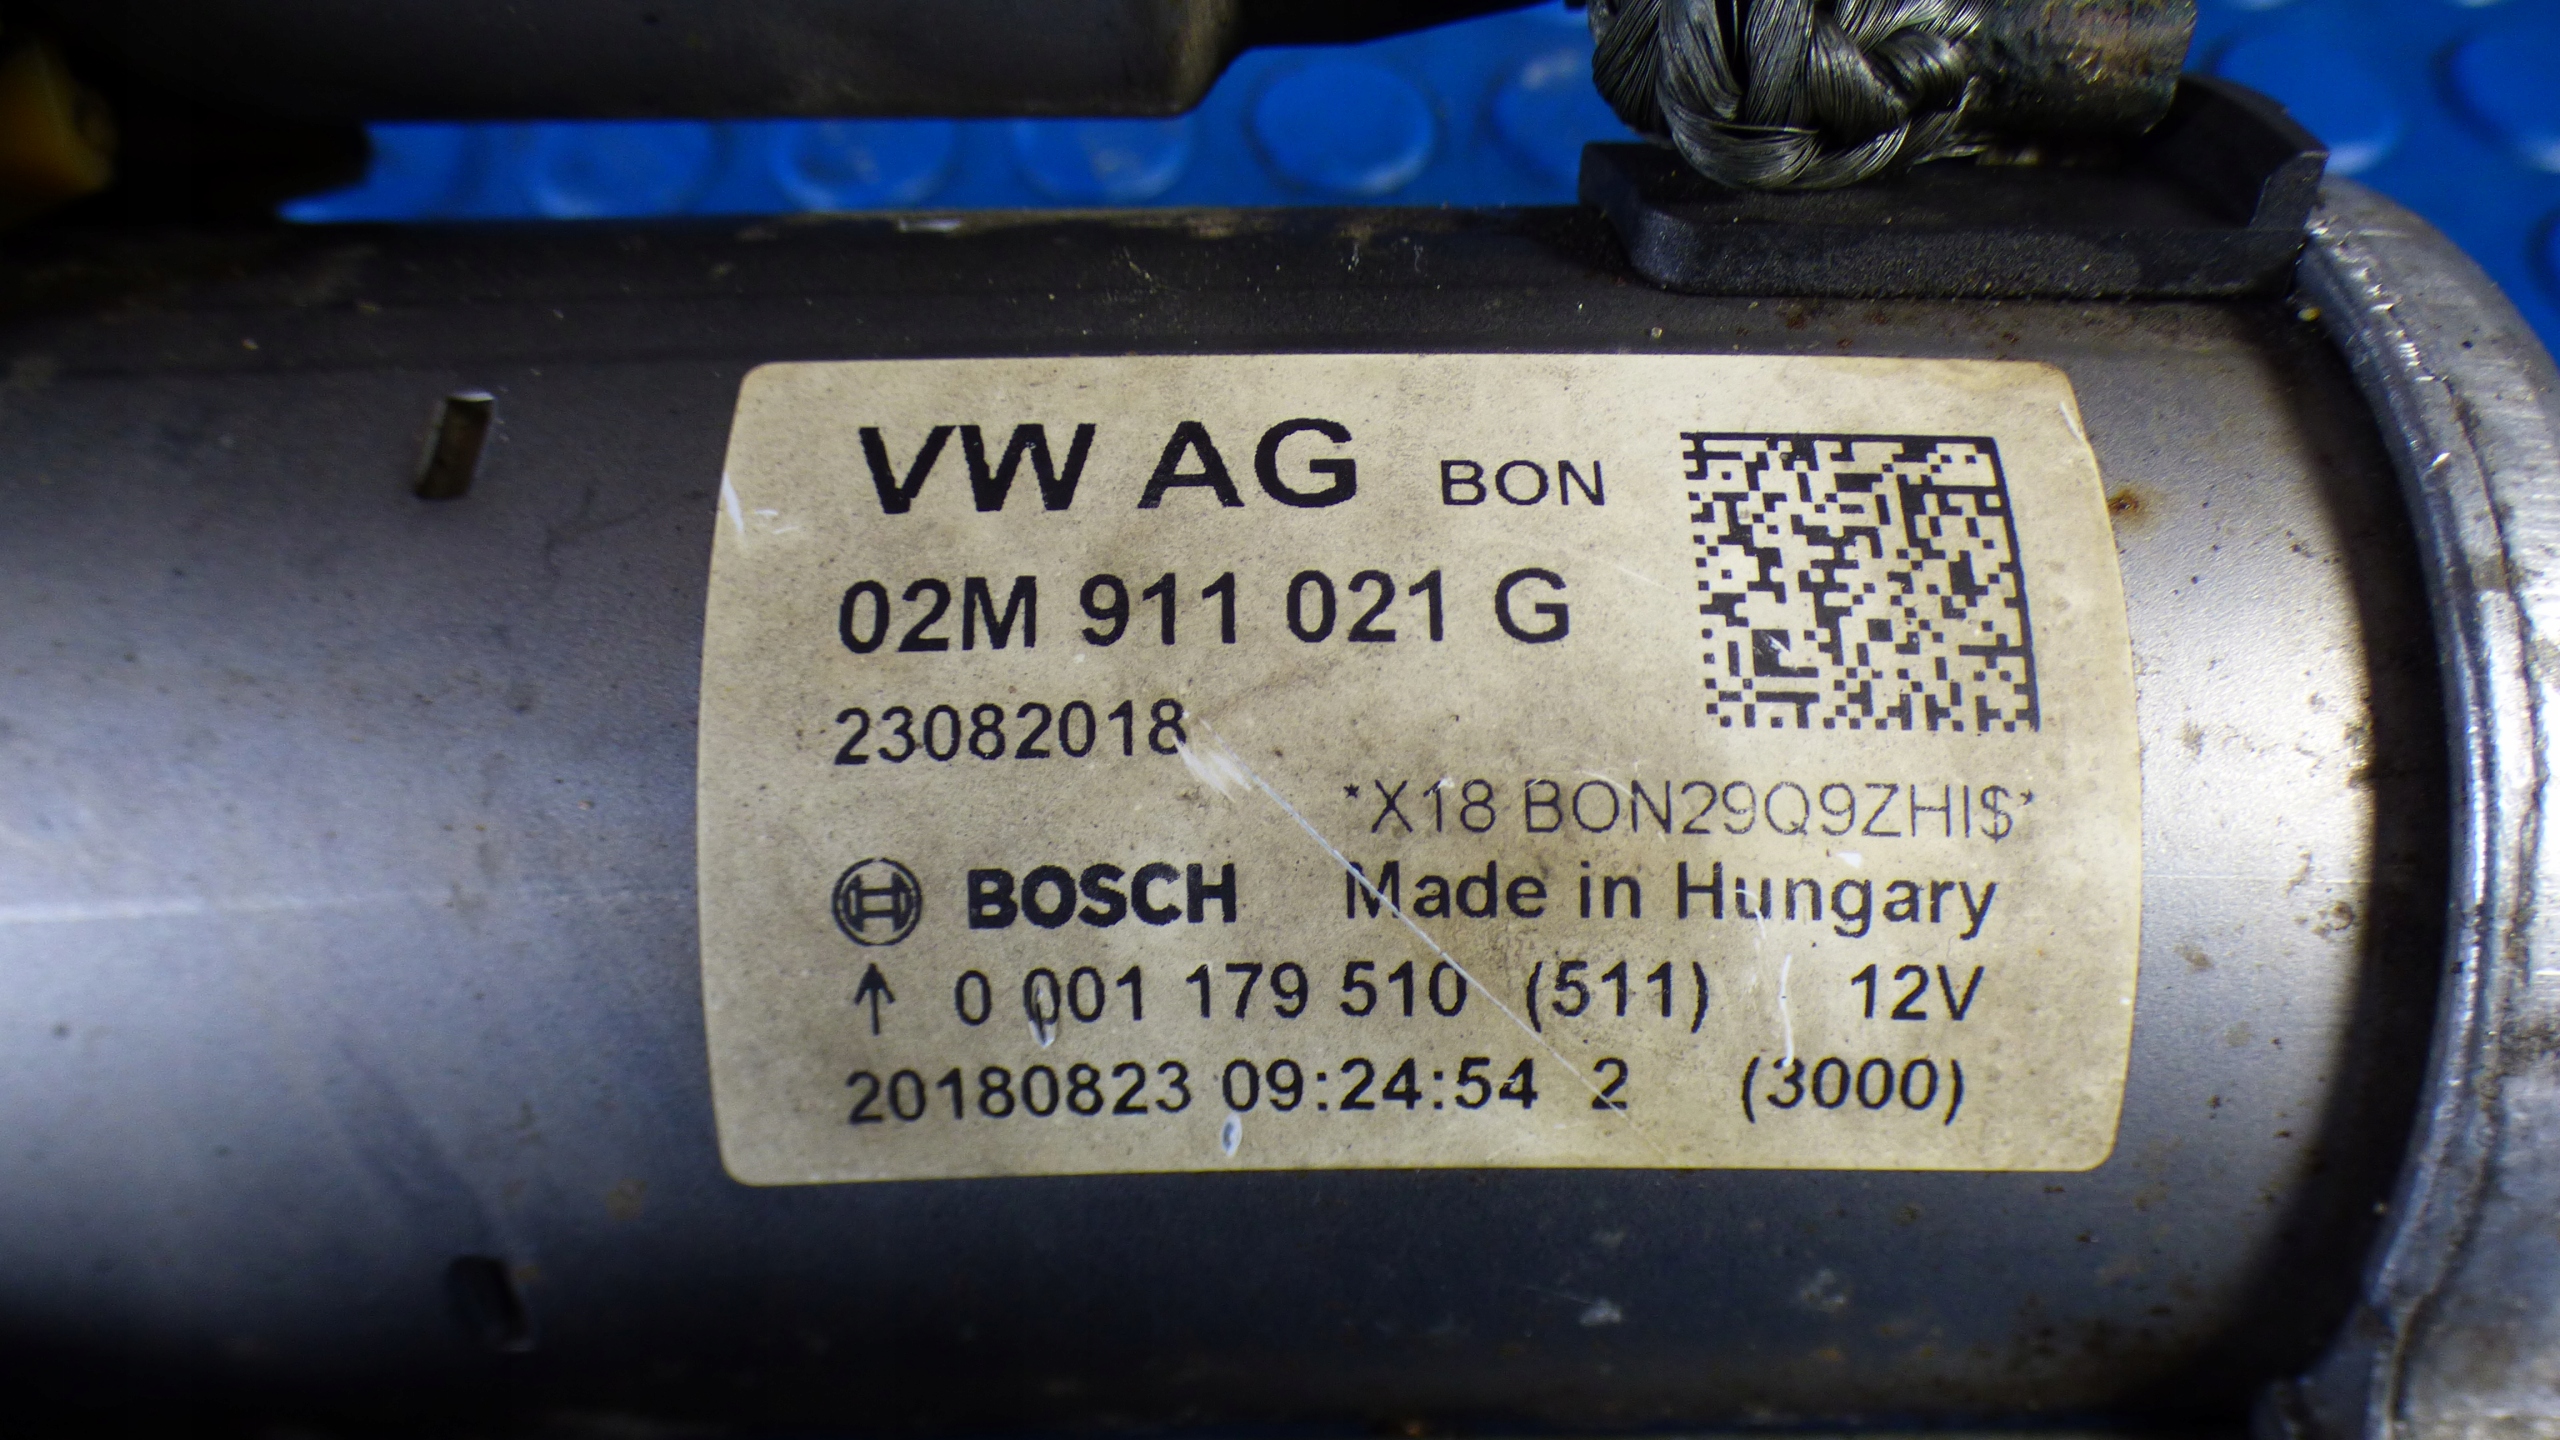 VW AG BON
02M 911 021 G
23082018
*X18 BON29Q9ZHI$*
BOSCH Made in Hungary
↑ 0 001 179 510 (511) 12V
20180823 09:24:54 2 (3000)